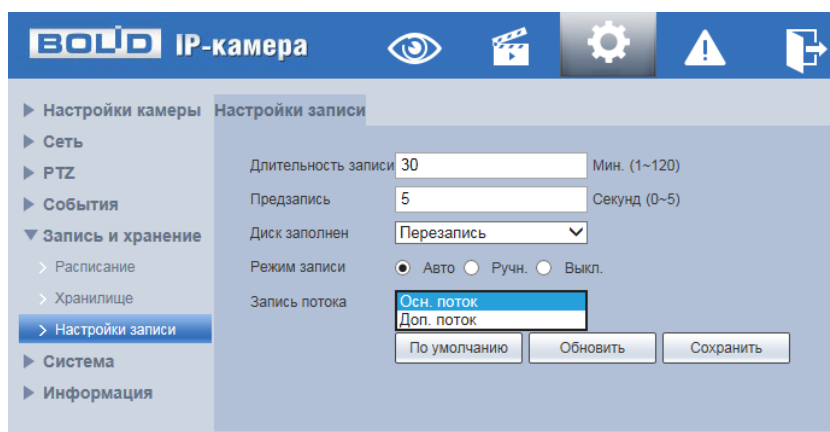 BOLID IP-камера
Настройки камеры
Сеть
PTZ
События
Запись и хранение
Расписание
Хранилище
Настройки записи
Система
Информация
Настройки записи
Длительность записи 30 Мин. (1~120)
Предзапись 5 Секунд (0~5)
Диск заполнен Перезапись
Режим записи Авто Ручн. Выкл.
Запись потока Осн. поток
Доп. поток
По умолчанию Обновить Сохранить